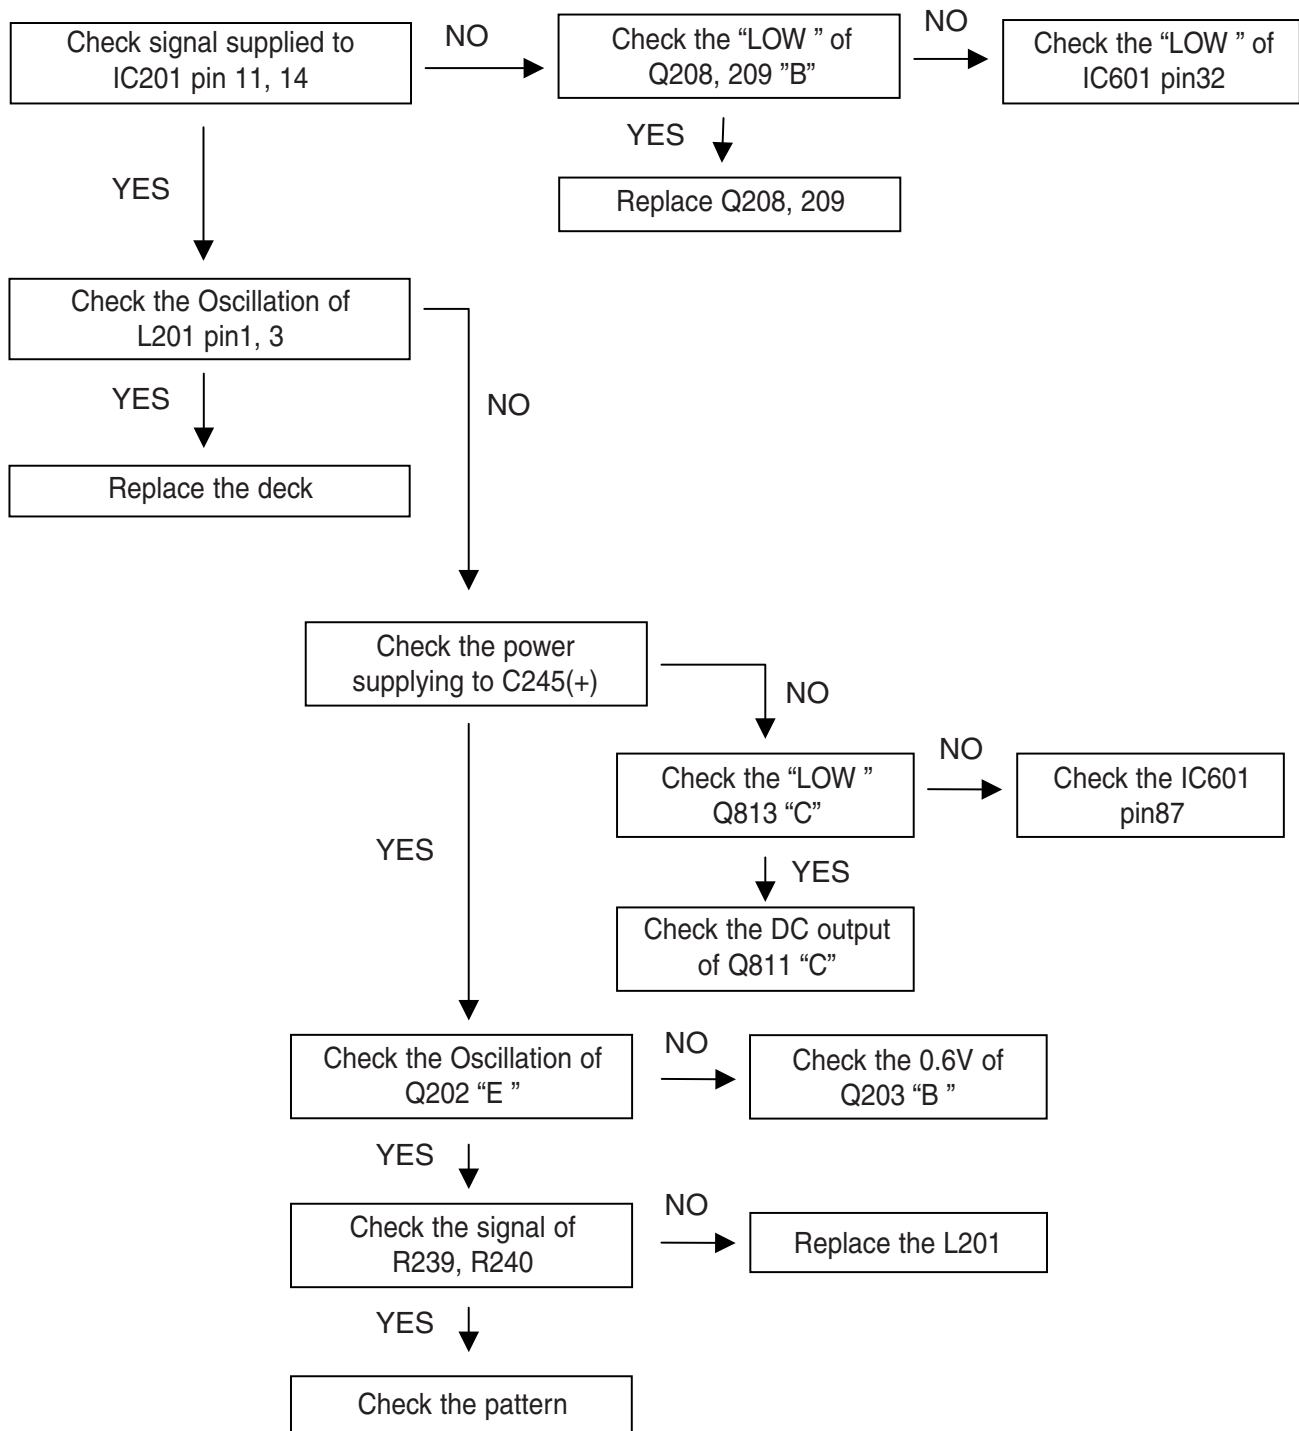 Check signal supplied to
IC201 pin 11, 14
NO
Check the “LOW ” of
Q208, 209 ”B”
NO
Check the “LOW ” of
IC601 pin32
YES
Replace Q208, 209
YES
Check the Oscillation of
L201 pin1, 3
YES
NO
Replace the deck
Check the power
supplying to C245(+)
NO
Check the “LOW ”
Q813 “C”
NO
Check the IC601
pin87
YES
YES
Check the DC output
of Q811 “C”
Check the Oscillation of
Q202 “E ”
NO
Check the 0.6V of
Q203 “B ”
YES
Check the signal of
R239, R240
NO
Replace the L201
YES
Check the pattern